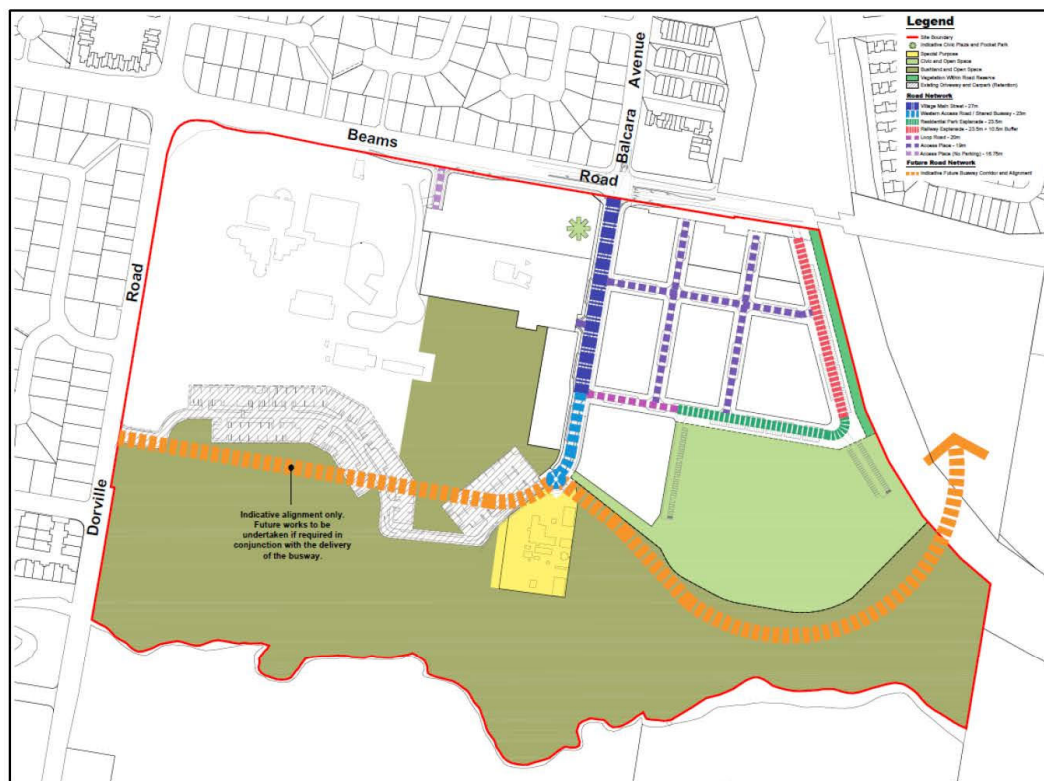 Legend
Site Boundary
Indicative Civic Plaza and Pocket Park
Special Purpose
Civic and Open Space
Bushland and Open Space
Vegetation Within Road Reserve
Existing Driveway and Carpark (Retention)
Road Network
Village Main Street - 27m
Western Access Road / Shared Busway - 25m
Residential Park Esplanade - 23.5m
Railway Esplanade - 23.5m + 10.5m Buffer
Loop Road - 20m
Access Place - 19m
Access Place (No Parking) - 16.75m
Future Road Network
Indicative Future Busway Corridor and Alignment
Balcara Avenue
Beams Road
Dorville Road
Indicative alignment only.
Future works to be
undertaken if required in
conjunction with the delivery
of the busway.